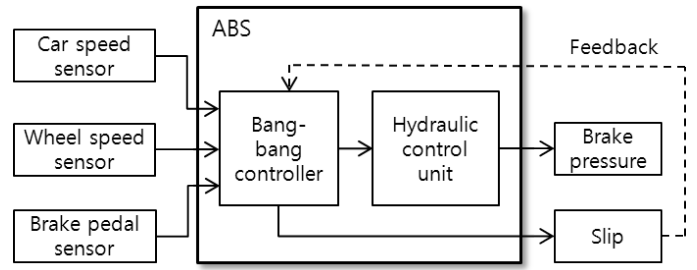 ABS
Feedback
Car speed
sensor
Wheel speed
sensor
Brake pedal
sensor
Bang-
bang
controller
Hydraulic
control
unit
Brake
pressure
Slip